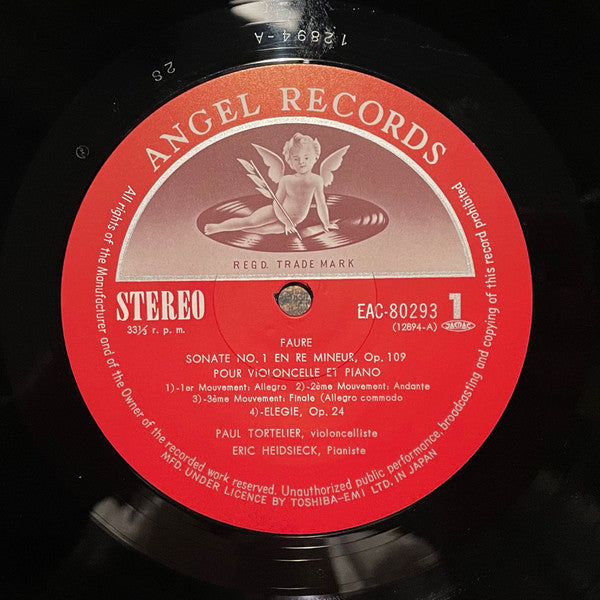 12894-A
2S
ANGEL RECORDS
REGD. TRADE MARK
STEREO
33⅓ r. p. m.
EAC-80293 1
(12894-A) JASRAC
FAURE
SONATE NO. 1 EN RE MINEUR, Op. 109
POUR VIOLONCELLE ET PIANO
1)-1er Mouvement: Allegro 2)-2ème Mouvement: Andante
3)-3ème Mouvement: Finale (Allegro commodo
4)-ELEGIE, Op. 24
PAUL TORTELIER, violoncelliste
ERIC HEIDSIECK, Pianiste
All rights of the Manufacturer and of the Owner of the recorded work reserved. Unauthorized public performance, broadcasting and copying of this record prohibited
MFD. UNDER LICENCE BY TOSHIBA-EMI LTD. IN JAPAN